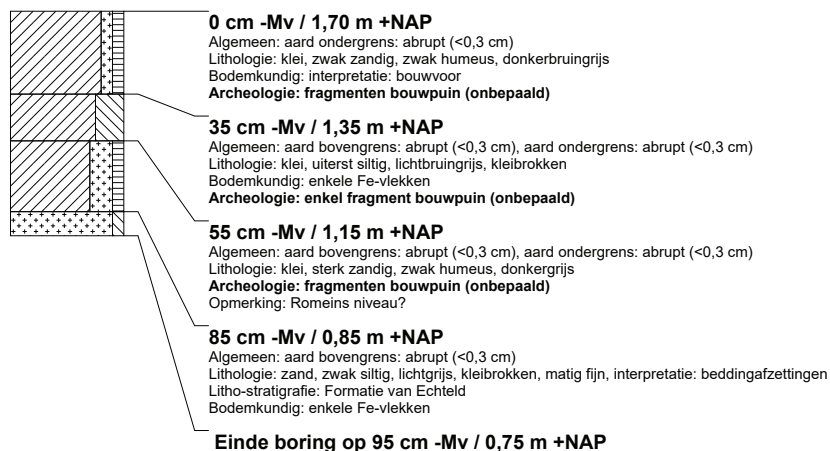 0 cm -Mv / 1,70 m +NAP
Algemeen: aard ondergrens: abrupt (<0,3 cm)
Lithologie: klei, zwak zandig, zwak humeus, donkerbruingrijs
Bodemkundig: interpretatie: bouwvoor
Archeologie: fragmenten bouwpuin (onbepaald)
35 cm -Mv / 1,35 m +NAP
Algemeen: aard bovengrens: abrupt (<0,3 cm), aard ondergrens: abrupt (<0,3 cm)
Lithologie: klei, uiterst siltig, lichtbruingrijs, kleibrokken
Bodemkundig: enkele Fe-vlekken
Archeologie: enkel fragment bouwpuin (onbepaald)
55 cm -Mv / 1,15 m +NAP
Algemeen: aard bovengrens: abrupt (<0,3 cm), aard ondergrens: abrupt (<0,3 cm)
Lithologie: klei, sterk zandig, zwak humeus, donkergrijs
Archeologie: fragmenten bouwpuin (onbepaald)
Opmerking: Romeins niveau?
85 cm -Mv / 0,85 m +NAP
Algemeen: aard bovengrens: abrupt (<0,3 cm)
Lithologie: zand, zwak siltig, lichtgrijs, kleibrokken, matig fijn, interpretatie: beddingafzettingen
Litho-stratigrafie: Formatie van Echteld
Bodemkundig: enkele Fe-vlekken
Einde boring op 95 cm -Mv / 0,75 m +NAP